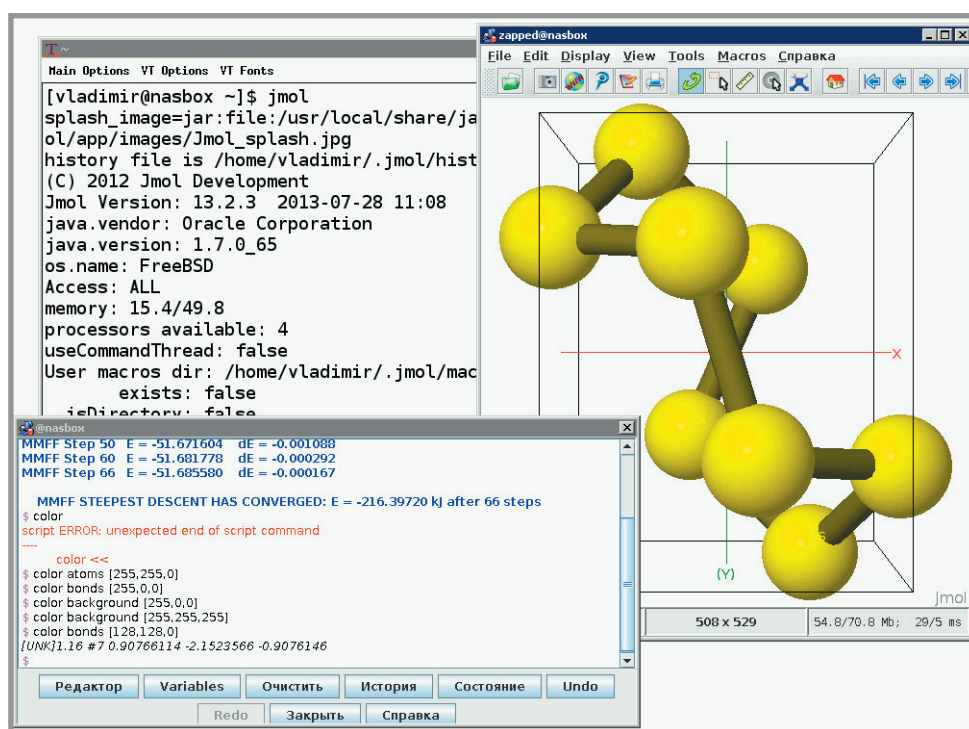 ~
Main Options VT Options VT Fonts
[vladimir@nasbox ~]$ jmol
splash_image=jar:file:/usr/local/share/ja
ol/app/images/Jmol_splash.jpg
history file is /home/vladimir/.jmol/hist
(C) 2012 Jmol Development
Jmol Version: 13.2.3  2013-07-28 11:08
java.vendor: Oracle Corporation
java.version: 1.7.0_65
os.name: FreeBSD
Access: ALL
memory: 15.4/49.8
processors available: 4
useCommandThread: false
User macros dir: /home/vladimir/.jmol/mac
exists: false
isDirectory: false
zapped@nasbox
File Edit Display View Tools Macros Справка
X
(Y)
S
Jmol
508 x 529
54.8/70.8 Mb; 29/5 ms
@nasbox
MMFF Step 50 E = -51.671604 dE = -0.001088
MMFF Step 60 E = -51.681778 dE = -0.000292
MMFF Step 66 E = -51.685580 dE = -0.000167
MMFF STEEPEST DESCENT HAS CONVERGED: E = -216.39720 kJ after 66 steps
$ color
script ERROR: unexpected end of script command
----
color <<
$ color atoms [255,255,0]
$ color bonds [255,0,0]
$ color background [255,0,0]
$ color background [255,255,255]
$ color bonds [128,128,0]
[UNK]1.16 #7 0.90766114 -2.1523566 -0.9076146
$
Редактор Variables Очистить История Состояние Undo
Redo Закрыть Справка